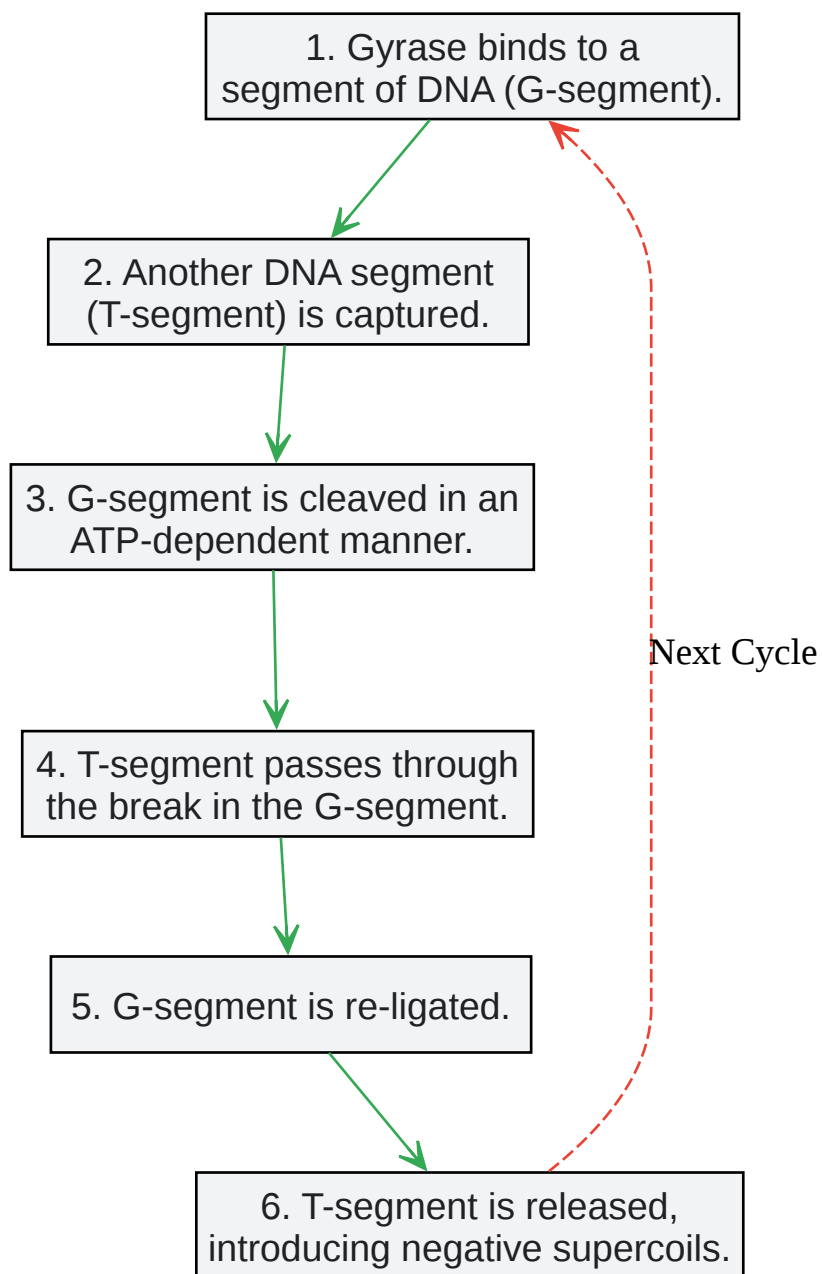 1. Gyrase binds to a
segment of DNA (G-segment).
2. Another DNA segment
(T-segment) is captured.
3. G-segment is cleaved in an
ATP-dependent manner.
Next Cycle
4. T-segment passes through
the break in the G-segment.
5. G-segment is re-ligated.
6. T-segment is released,
introducing negative supercoils.